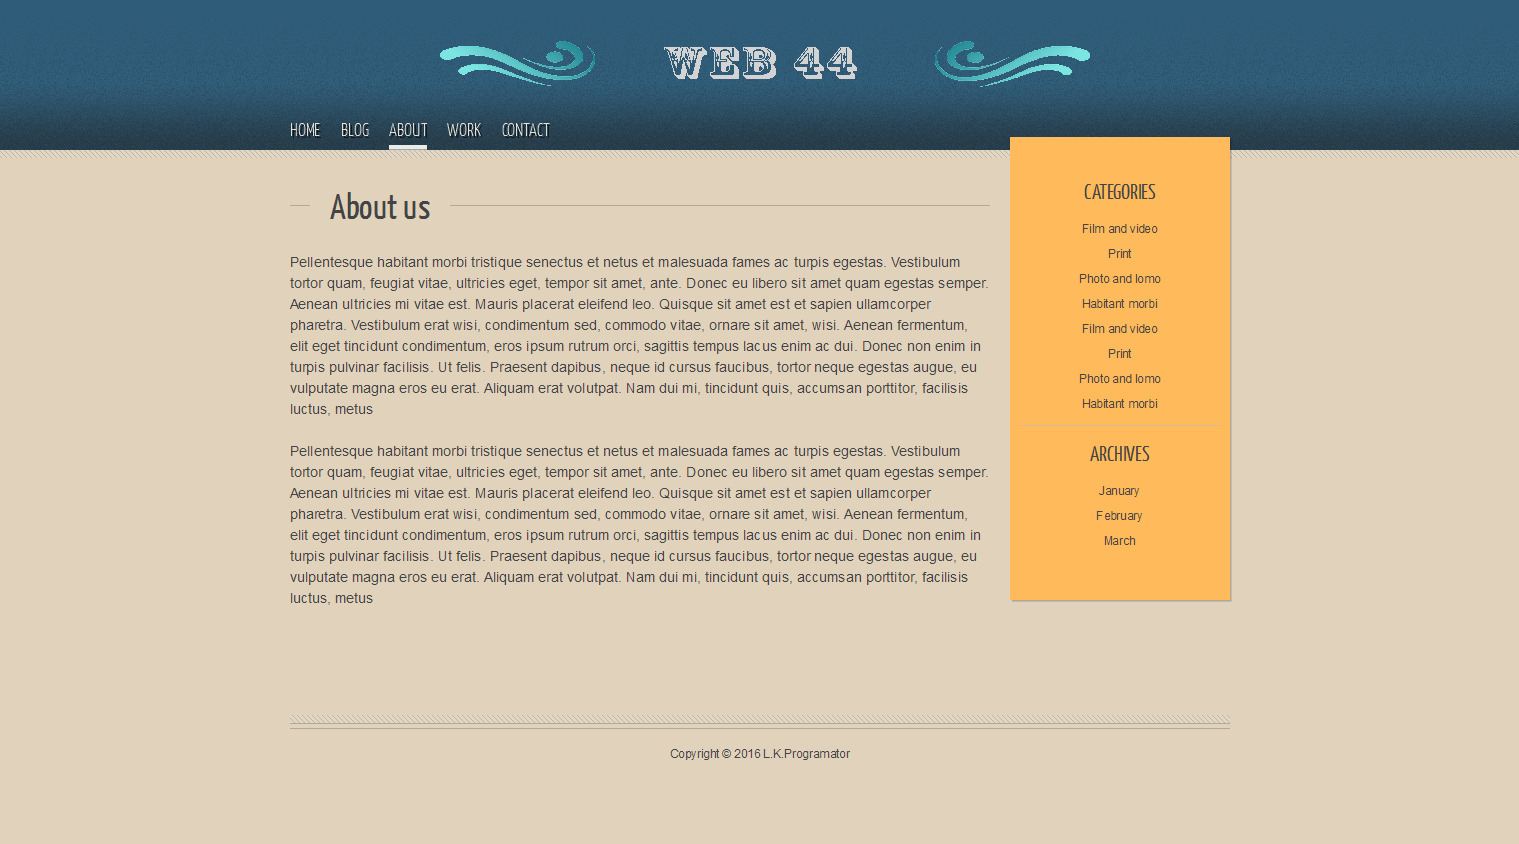 WEB 44
HOME BLOG ABOUT WORK CONTACT
About us
Pellentesque habitant morbi tristique senectus et netus et malesuada fames ac turpis egestas. Vestibulum
tortor quam, feugiat vitae, ultricies eget, tempor sit amet, ante. Donec eu libero sit amet quam egestas semper.
Aenean ultricies mi vitae est. Mauris placerat eleifend leo. Quisque sit amet est et sapien ullamcorper
pharetra. Vestibulum erat wisi, condimentum sed, commodo vitae, ornare sit amet, wisi. Aenean fermentum,
elit eget tincidunt condimentum, eros ipsum rutrum orci, sagittis tempus lacus enim ac dui. Donec non enim in
turpis pulvinar facilisis. Ut felis. Praesent dapibus, neque id cursus faucibus, tortor neque egestas augue, eu
vulputate magna eros eu erat. Aliquam erat volutpat. Nam dui mi, tincidunt quis, accumsan porttitor, facilisis
luctus, metus
Pellentesque habitant morbi tristique senectus et netus et malesuada fames ac turpis egestas. Vestibulum
tortor quam, feugiat vitae, ultricies eget, tempor sit amet, ante. Donec eu libero sit amet quam egestas semper.
Aenean ultricies mi vitae est. Mauris placerat eleifend leo. Quisque sit amet est et sapien ullamcorper
pharetra. Vestibulum erat wisi, condimentum sed, commodo vitae, ornare sit amet, wisi. Aenean fermentum,
elit eget tincidunt condimentum, eros ipsum rutrum orci, sagittis tempus lacus enim ac dui. Donec non enim in
turpis pulvinar facilisis. Ut felis. Praesent dapibus, neque id cursus faucibus, tortor neque egestas augue, eu
vulputate magna eros eu erat. Aliquam erat volutpat. Nam dui mi, tincidunt quis, accumsan porttitor, facilisis
luctus, metus
CATEGORIES
Film and video
Print
Photo and lomo
Habitant morbi
Film and video
Print
Photo and lomo
Habitant morbi
ARCHIVES
January
February
March
Copyright © 2016 L.K.Programator